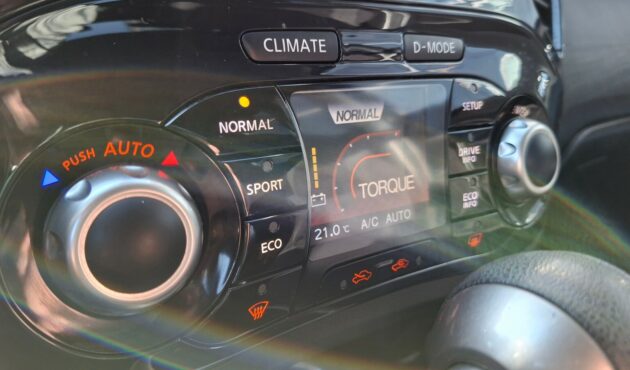 CLIMATE
D-MODE
NORMAL
SPORT
ECO
PUSH AUTO
NORMAL
TORQUE
21.0°C A/C AUTO
SETUP
DRIVE
INFO
ECO
INFO